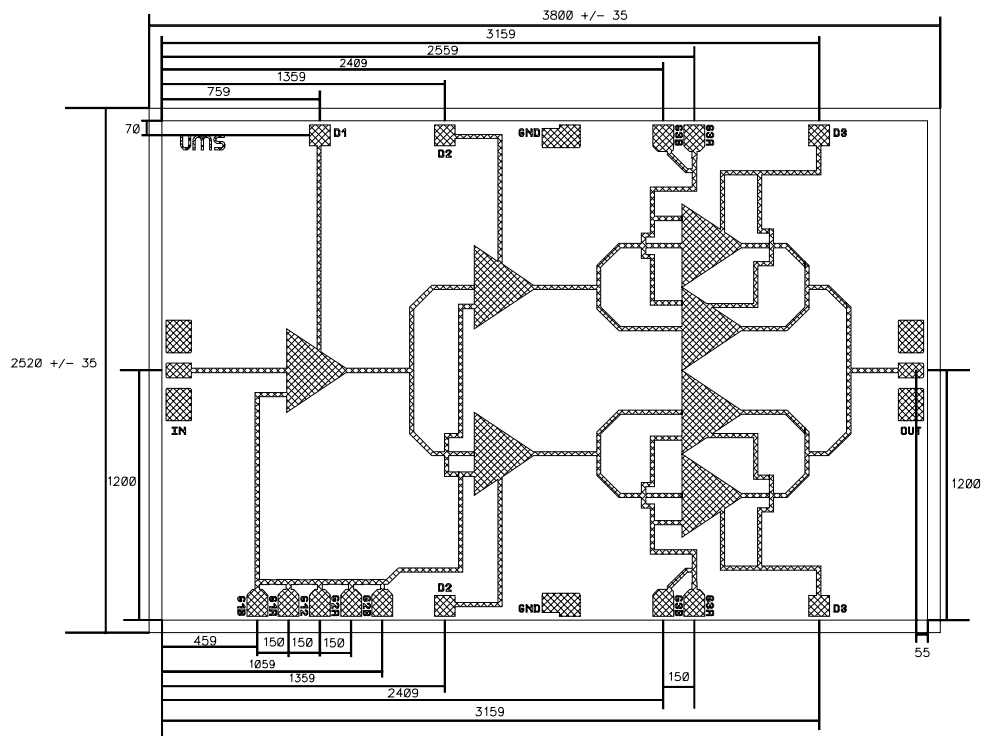 3800 +/- 35
3159
2559
2409
1359
759
70
UMS
D1
D2
GND
G3B
G3A
D3
2520 +/- 35
IN
OUT
1200
1200
G1B
G1A
G12
G2A
G2B
D2
GND
G3B
G3A
D3
459
150
150
150
55
1059
1359
150
2409
3159